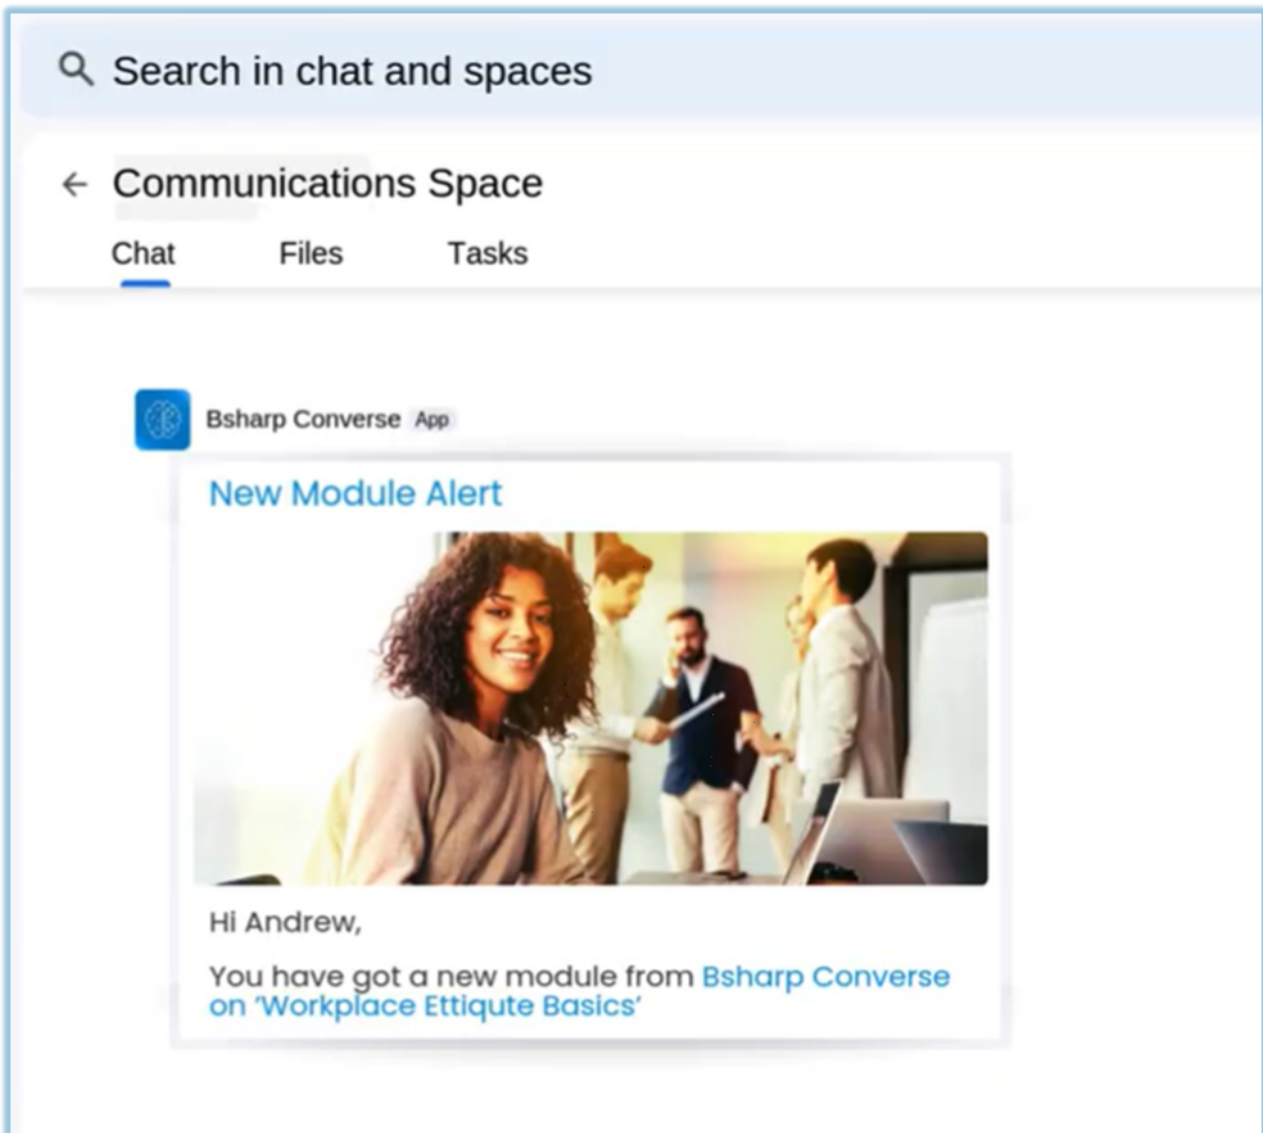 Search in chat and spaces
Communications Space
Chat Files Tasks
Bsharp Converse App
New Module Alert
Hi Andrew,
You have got a new module from Bsharp Converse
on ‘Workplace Ettiqute Basics’